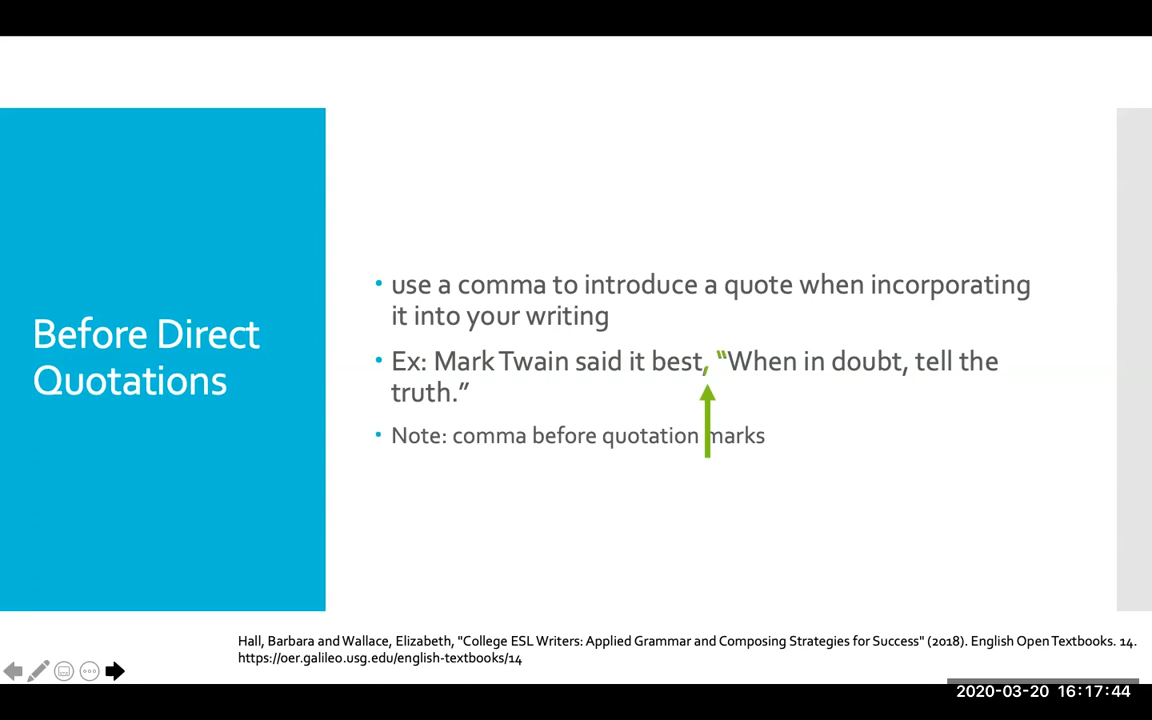 Before Direct
Quotations
• use a comma to introduce a quote when incorporating
it into your writing
• Ex: Mark Twain said it best, “When in doubt, tell the
truth.”
• Note: comma before quotation marks
Hall, Barbara and Wallace, Elizabeth, "College ESL Writers: Applied Grammar and Composing Strategies for Success" (2018). English Open Textbooks. 14.
https://oer.galileo.usg.edu/english-textbooks/14
2020-03-20 16:17:44